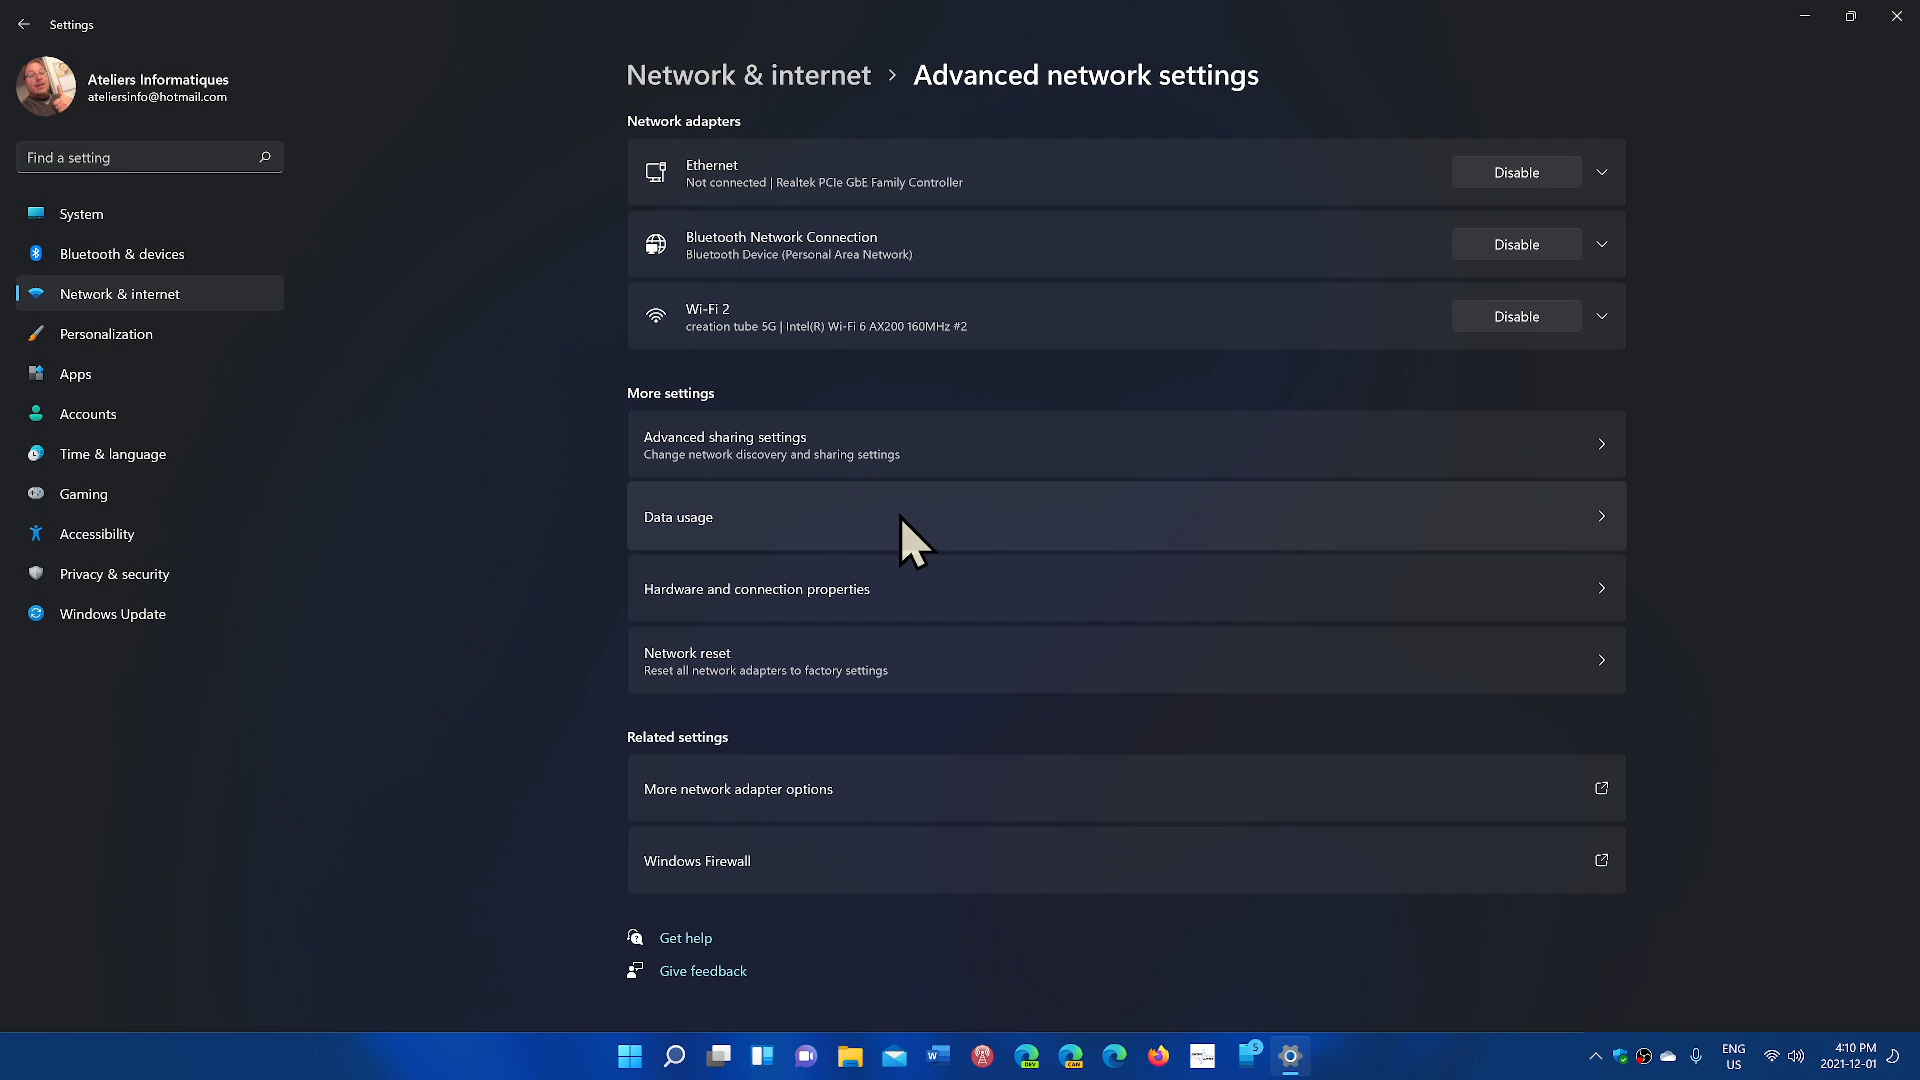 Settings
Ateliers Informatiques
ateliersinfo@hotmail.com
Find a setting
System
Bluetooth & devices
Network & internet
Personalization
Apps
Accounts
Time & language
Gaming
Accessibility
Privacy & security
Windows Update
Network & internet > Advanced network settings
Network adapters
Ethernet
Not connected | Realtek PCIe GbE Family Controller
Disable
Bluetooth Network Connection
Bluetooth Device (Personal Area Network)
Disable
Wi-Fi 2
creation tube 5G | Intel(R) Wi-Fi 6 AX200 160MHz #2
Disable
More settings
Advanced sharing settings
Change network discovery and sharing settings
Data usage
Hardware and connection properties
Network reset
Reset all network adapters to factory settings
Related settings
More network adapter options
Windows Firewall
Get help
Give feedback
W
DEV
CAN
5
ENG
US
4:10 PM
2021-12-01